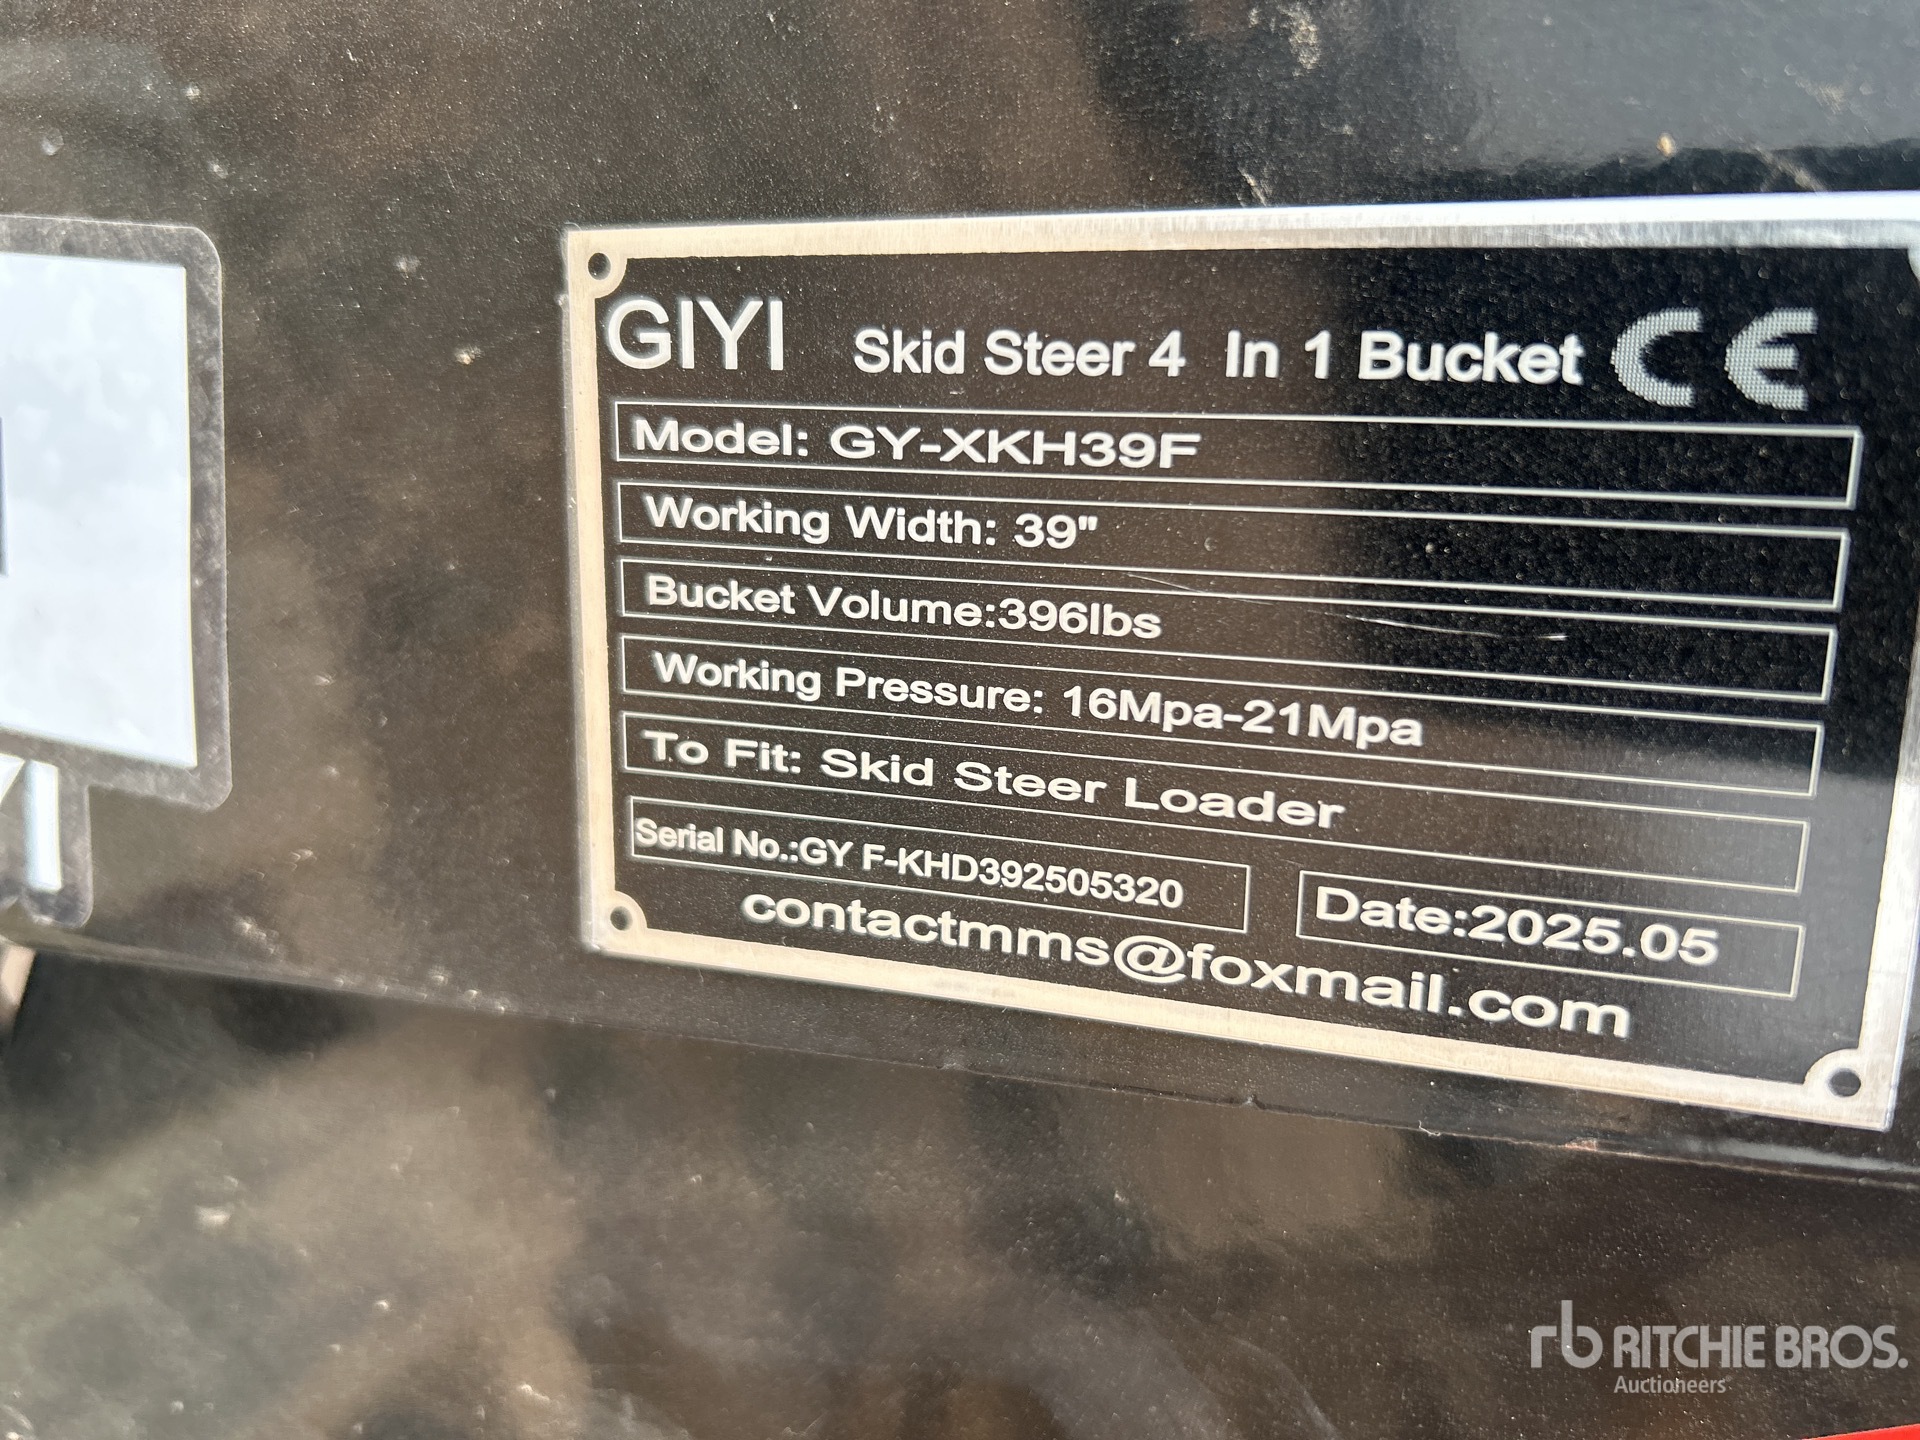 GIYI Skid Steer 4 In 1 Bucket CE
Model: GY-XKH39F
Working Width: 39"
Bucket Volume:396lbs
Working Pressure: 16Mpa-21Mpa
To Fit: Skid Steer Loader
Serial No.:GY F-KHD392505320
Date:2025.05
contactmms@foxmail.com
rb RITCHIE BROS.
Auctioneers